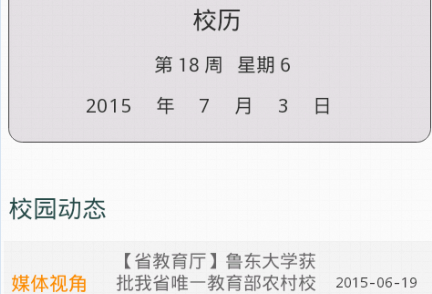 校历
第 18 周 星期 6
2015 年 7 月 3 日
校园动态
【省教育厅】鲁东大学获
媒体视角 批我省唯一教育部农村校 2015-06-19